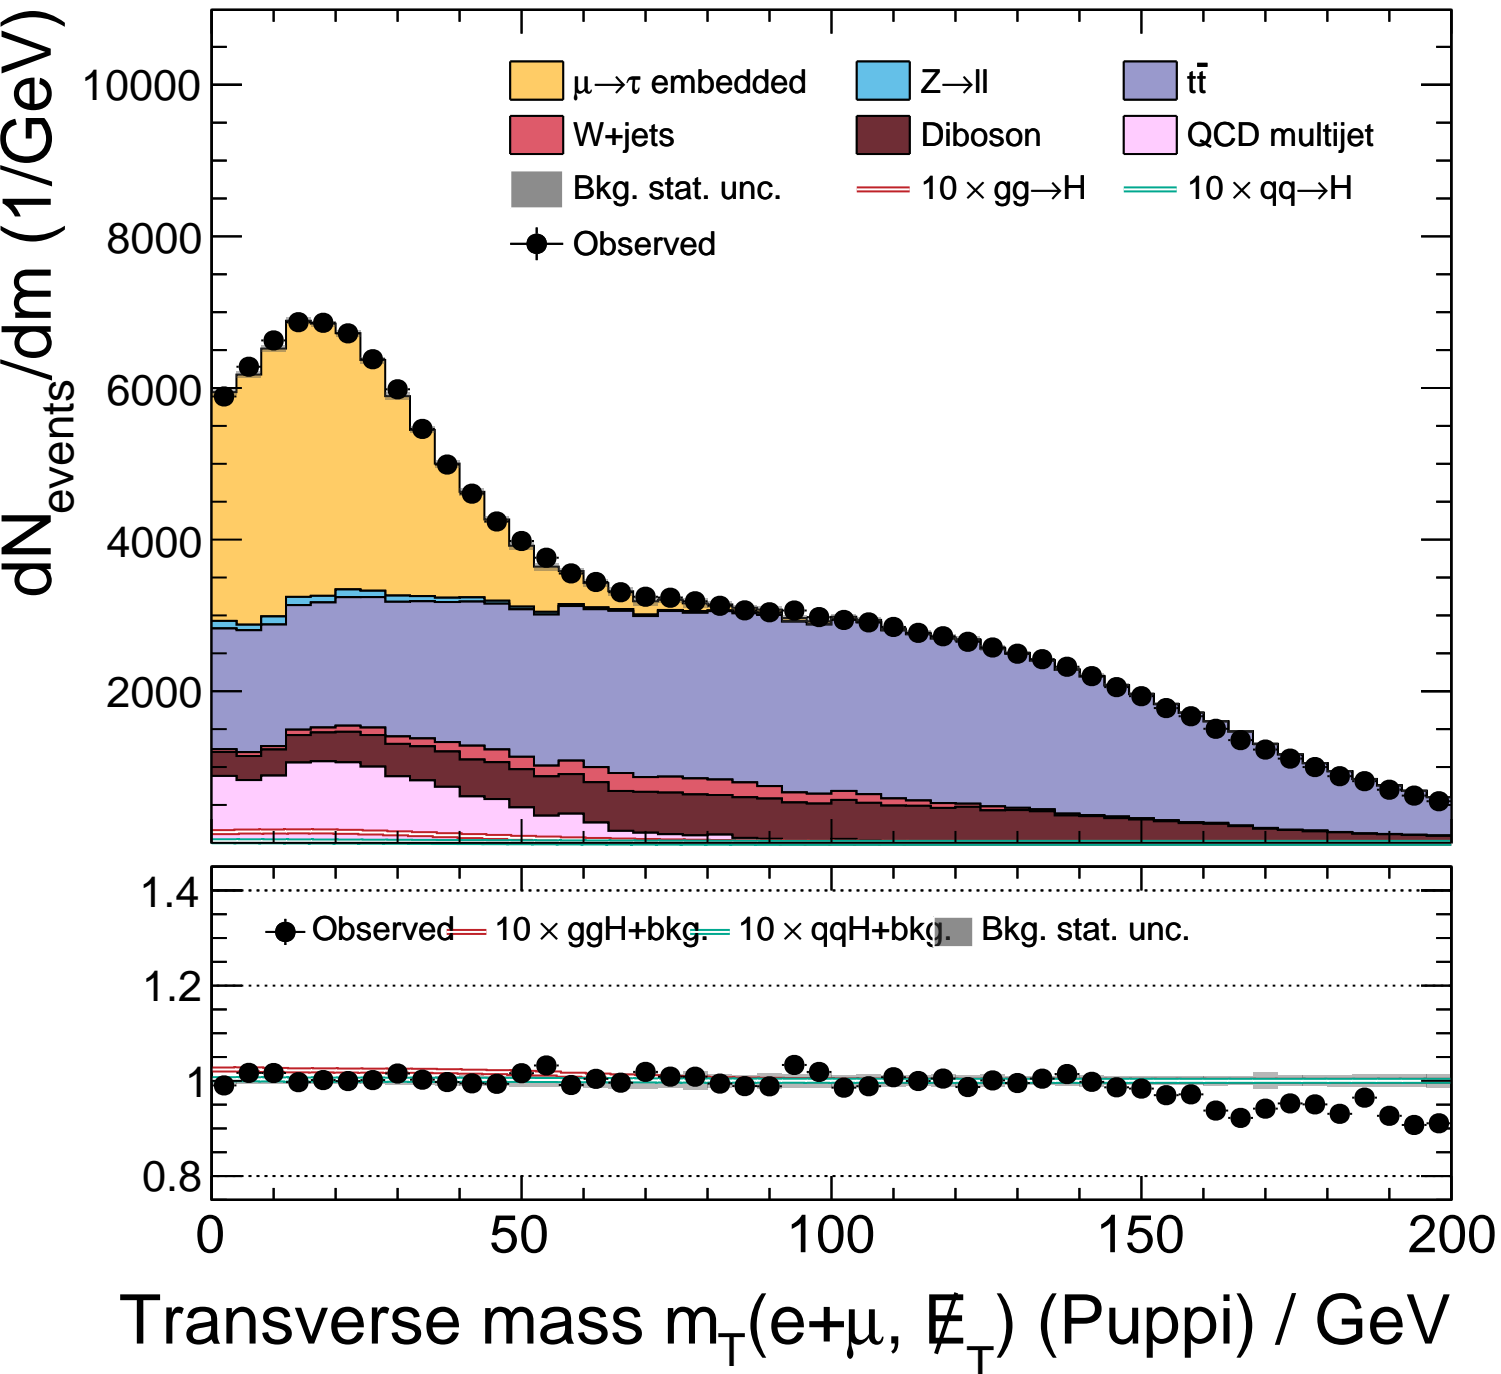 dN_events/dm (1/GeV)
10000
8000
6000
4000
2000
μ→τ embedded
Z→ll
tt̄
W+jets
Diboson
QCD multijet
Bkg. stat. unc.
10 × gg→H
10 × qq→H
Observed
1.4
1.2
1
0.8
Observed
10 × ggH+bkg.
10 × qqH+bkg.
Bkg. stat. unc.
0 50 100 150 200
Transverse mass m_T(e+μ, E̸_T) (Puppi) / GeV